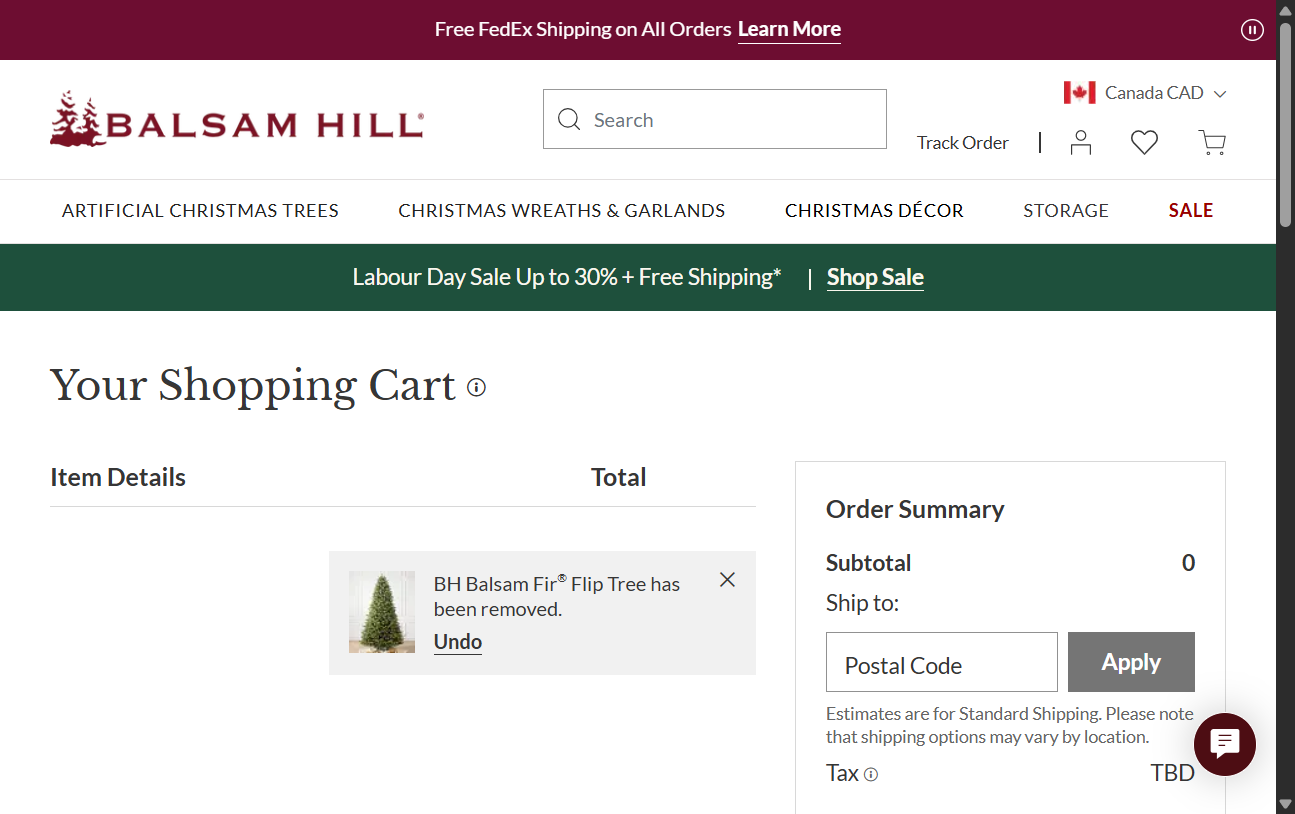 Free FedEx Shipping on All Orders Learn More
BALSAM HILL®
Search
Canada CAD
Track Order
ARTIFICIAL CHRISTMAS TREES
CHRISTMAS WREATHS & GARLANDS
CHRISTMAS DÉCOR
STORAGE
SALE
Labour Day Sale Up to 30% + Free Shipping* | Shop Sale
Your Shopping Cart
Item Details
Total
BH Balsam Fir® Flip Tree has
been removed.
Undo
Order Summary
Subtotal 0
Ship to:
Postal Code
Apply
Estimates are for Standard Shipping. Please note
that shipping options may vary by location.
Tax TBD